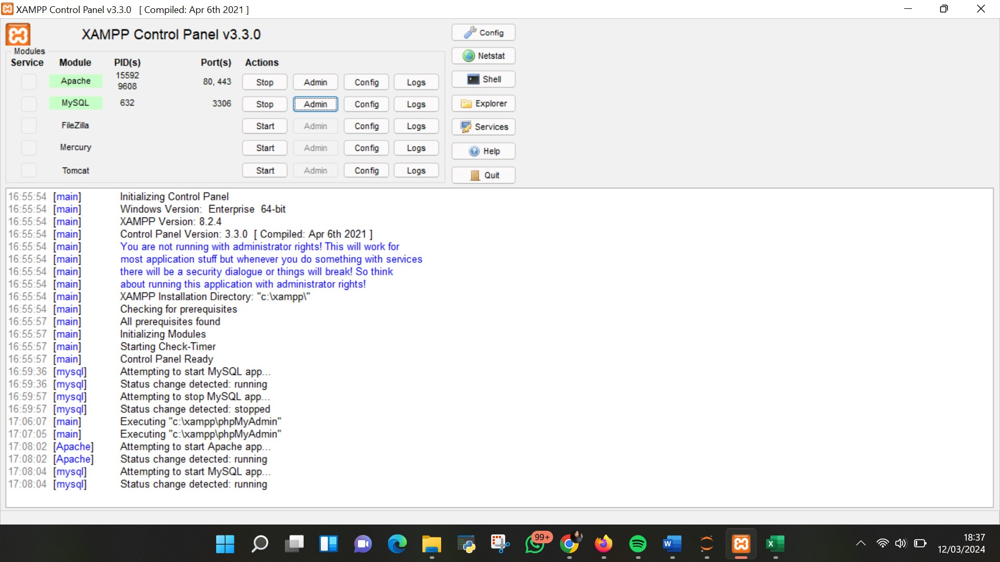 XAMPP Control Panel v3.3.0 [ Compiled: Apr 6th 2021 ]
XAMPP Control Panel v3.3.0
Config
Netstat
Shell
Explorer
Services
Help
Quit
Modules
Service Module PID(s) Port(s) Actions
Apache 15592 9608 80, 443 Stop Admin Config Logs
MySQL 632 3306 Stop Admin Config Logs
FileZilla Start Admin Config Logs
Mercury Start Admin Config Logs
Tomcat Start Admin Config Logs
16:55:54 [main] Initializing Control Panel
16:55:54 [main] Windows Version: Enterprise 64-bit
16:55:54 [main] XAMPP Version: 8.2.4
16:55:54 [main] Control Panel Version: 3.3.0 [ Compiled: Apr 6th 2021 ]
16:55:54 [main] You are not running with administrator rights! This will work for
16:55:54 [main] most application stuff but whenever you do something with services
16:55:54 [main] there will be a security dialogue or things will break! So think
16:55:54 [main] about running this application with administrator rights!
16:55:54 [main] XAMPP Installation Directory: "c:\xampp\"
16:55:54 [main] Checking for prerequisites
16:55:57 [main] All prerequisites found
16:55:57 [main] Initializing Modules
16:55:57 [main] Starting Check-Timer
16:55:57 [main] Control Panel Ready
16:59:36 [mysql] Attempting to start MySQL app...
16:59:36 [mysql] Status change detected: running
16:59:57 [mysql] Attempting to stop MySQL app...
16:59:57 [mysql] Status change detected: stopped
17:06:07 [main] Executing "c:\xampp\phpMyAdmin"
17:07:05 [main] Executing "c:\xampp\phpMyAdmin"
17:08:02 [Apache] Attempting to start Apache app...
17:08:02 [Apache] Status change detected: running
17:08:04 [mysql] Attempting to start MySQL app...
17:08:04 [mysql] Status change detected: running
99+
W
X
18:37
12/03/2024